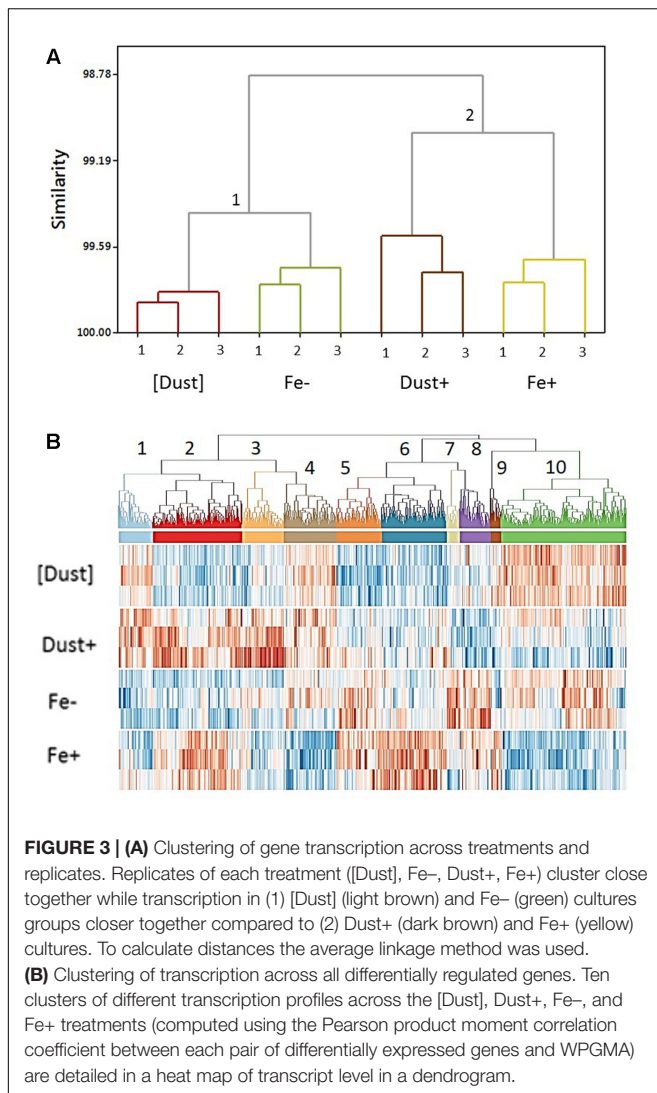 A
98.78
99.19
99.59
100.00
Similarity
1
2
1 2 3 1 2 3 1 2 3 1 2 3
[Dust] Fe- Dust+ Fe+
B
1 2 3 4 5 6 7 8 9 10
[Dust]
Dust+
Fe-
Fe+
FIGURE 3 | (A) Clustering of gene transcription across treatments and
replicates. Replicates of each treatment ([Dust], Fe–, Dust+, Fe+) cluster close
together while transcription in (1) [Dust] (light brown) and Fe– (green) cultures
groups closer together compared to (2) Dust+ (dark brown) and Fe+ (yellow)
cultures. To calculate distances the average linkage method was used.
(B) Clustering of transcription across all differentially regulated genes. Ten
clusters of different transcription profiles across the [Dust], Dust+, Fe–, and
Fe+ treatments (computed using the Pearson product moment correlation
coefficient between each pair of differentially expressed genes and WPGMA)
are detailed in a heat map of transcript level in a dendrogram.